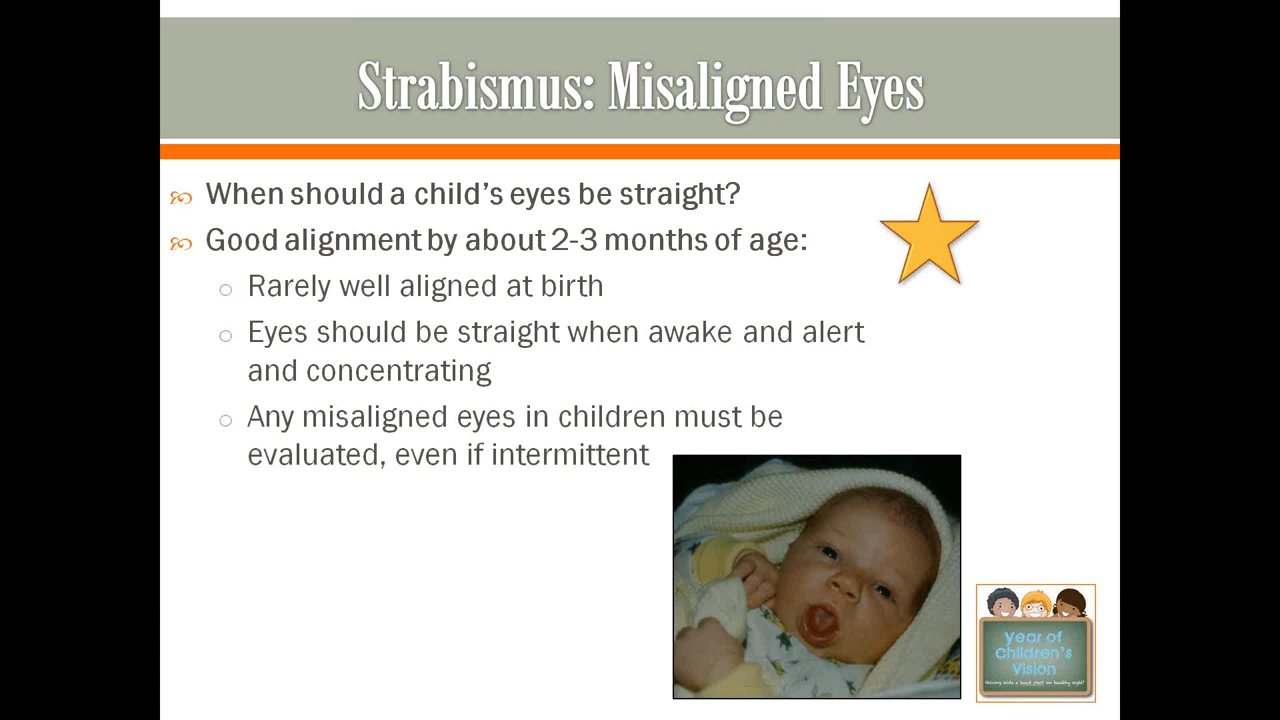 Strabismus: Misaligned Eyes
When should a child's eyes be straight?
Good alignment by about 2-3 months of age:
Rarely well aligned at birth
Eyes should be straight when awake and alert
and concentrating
Any misaligned eyes in children must be
evaluated, even if intermittent
Year of
Children's
Vision